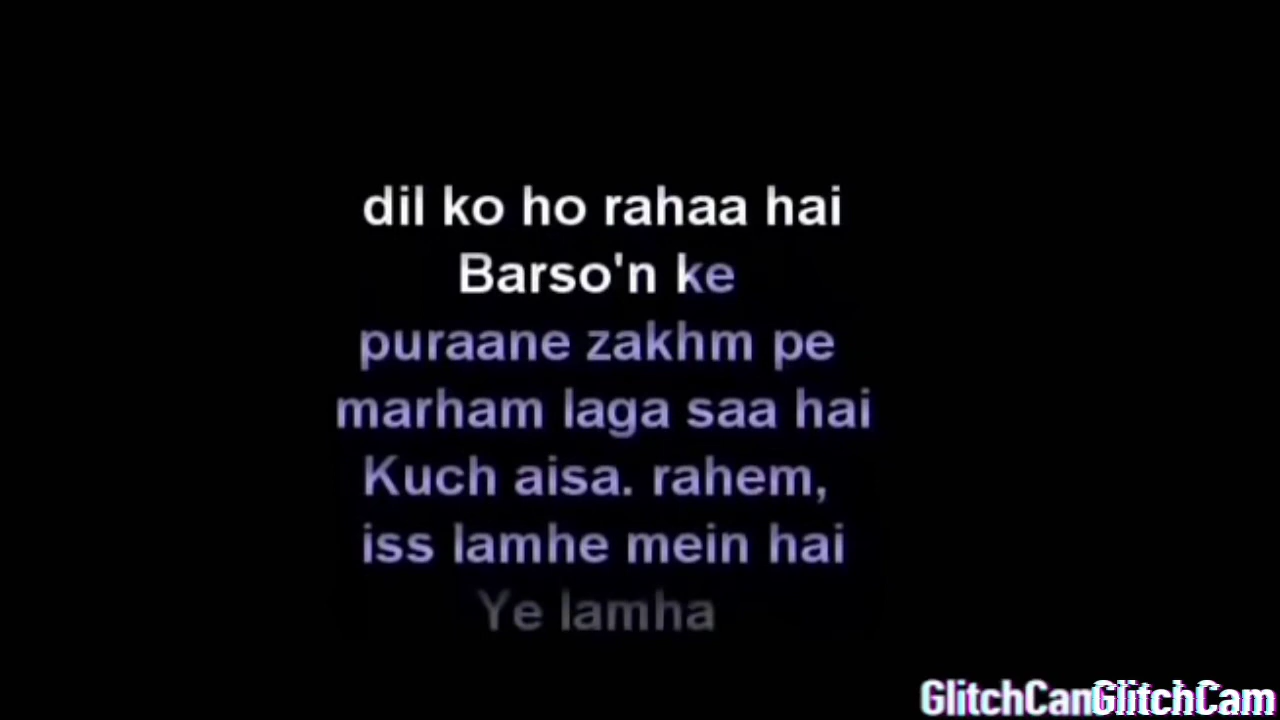 dil ko ho rahaa hai
Barso'n ke
puraane zakhm pe
marham laga saa hai
Kuch aisa. rahem,
iss lamhe mein hai
Ye lamha
GlitchCamGlitchCam